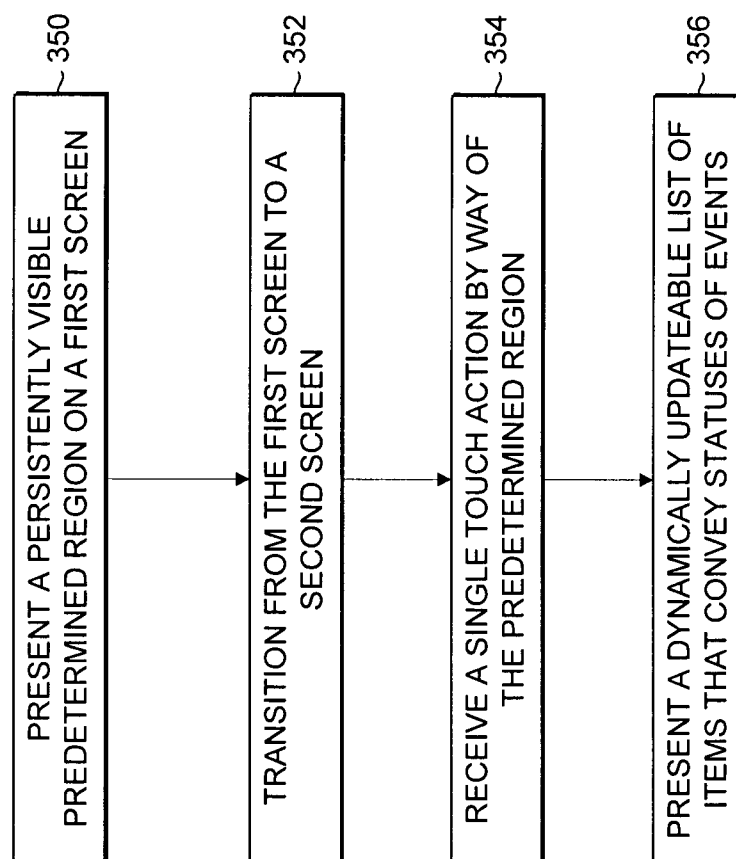 PRESENT A PERSISTENTLY VISIBLE
PREDETERMINED REGION ON A FIRST SCREEN
350
TRANSITION FROM THE FIRST SCREEN TO A
SECOND SCREEN
352
RECEIVE A SINGLE TOUCH ACTION BY WAY OF
THE PREDETERMINED REGION
354
PRESENT A DYNAMICALLY UPDATEABLE LIST OF
ITEMS THAT CONVEY STATUSES OF EVENTS
356